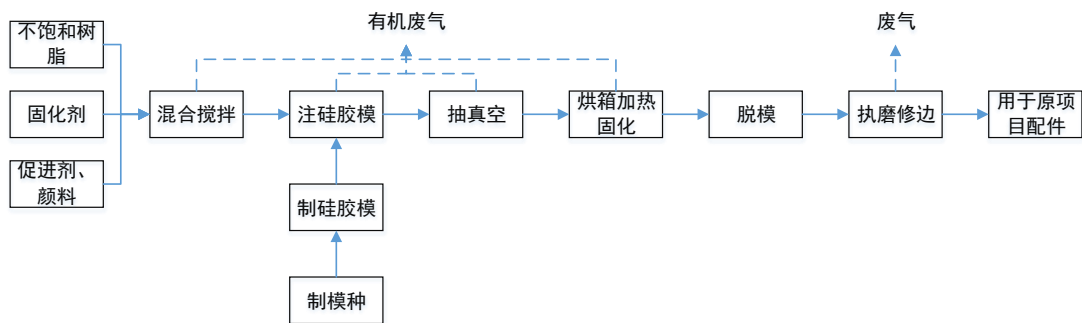 有机废气
废气
不饱和树
脂
固化剂
促进剂、
颜料
混合搅拌
注硅胶模
抽真空
烘箱加热
固化
脱模
执磨修边
用于原项
目配件
制硅胶模
制模种